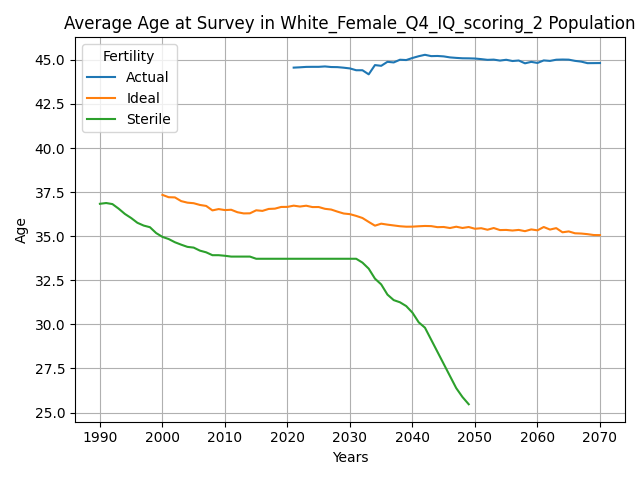 Average Age at Survey in White_Female_Q4_IQ_scoring_2 Population
Fertility
Actual
Ideal
Sterile
45.0
42.5
40.0
37.5
35.0
32.5
30.0
27.5
25.0
Age
1990 2000 2010 2020 2030 2040 2050 2060 2070
Years